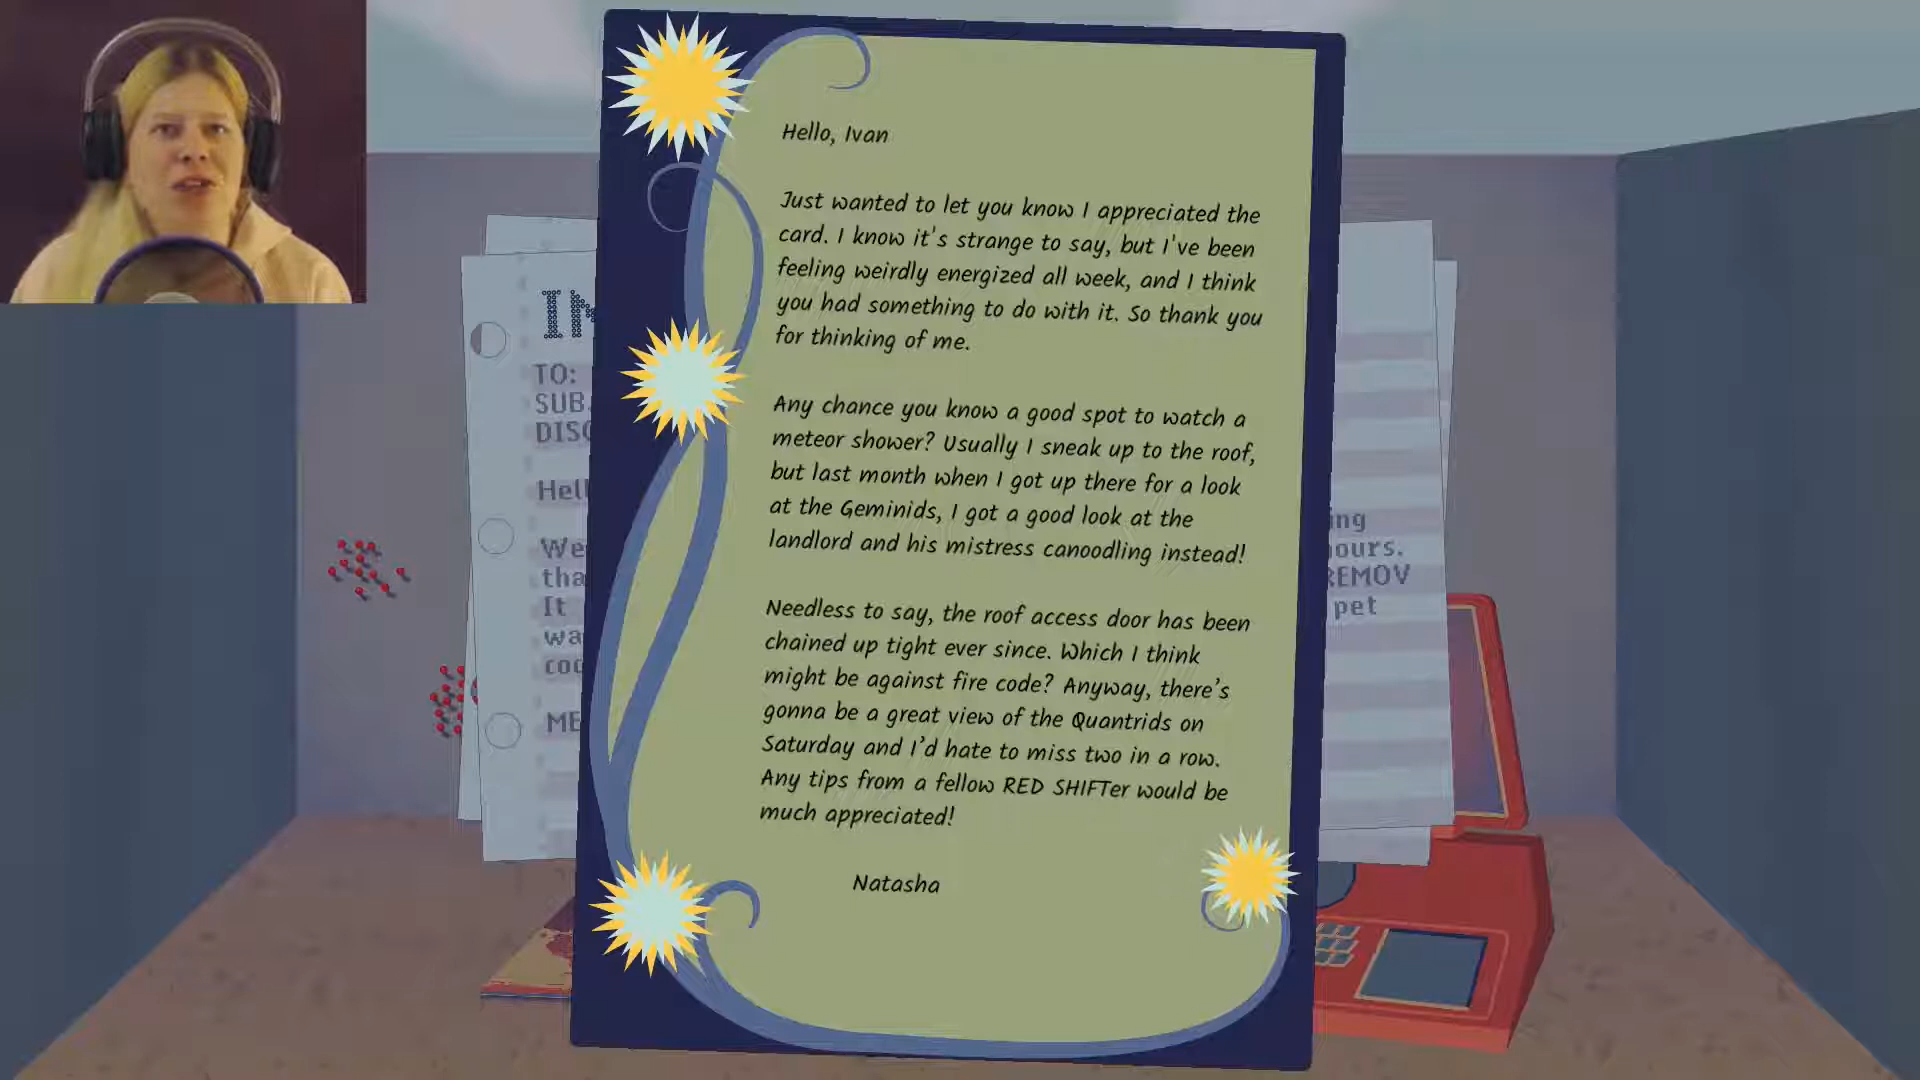 Hello, Ivan
Just wanted to let you know I appreciated the
card. I know it's strange to say, but I've been
feeling weirdly energized all week, and I think
you had something to do with it. So thank you
for thinking of me.
Any chance you know a good spot to watch a
meteor shower? Usually I sneak up to the roof,
but last month when I got up there for a look
at the Geminids, I got a good look at the
landlord and his mistress canoodling instead!
Needless to say, the roof access door has been
chained up tight ever since. Which I think
might be against fire code? Anyway, there's
gonna be a great view of the Quantrids on
Saturday and I'd hate to miss two in a row.
Any tips from a fellow RED SHIFTer would be
much appreciated!
Natasha
TO:
It
pet